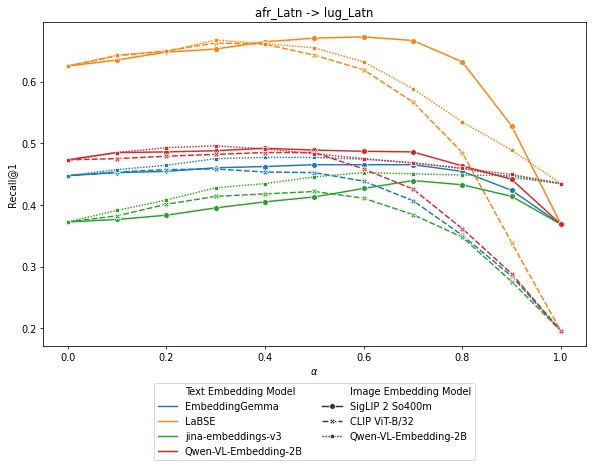 afr_Latn -> lug_Latn
Recall@1
0.6
0.5
0.4
0.3
0.2
0.0 0.2 0.4 0.6 0.8 1.0
α
Text Embedding Model Image Embedding Model
EmbeddingGemma SigLIP 2 So400m
LaBSE CLIP ViT-B/32
jina-embeddings-v3 Qwen-VL-Embedding-2B
Qwen-VL-Embedding-2B